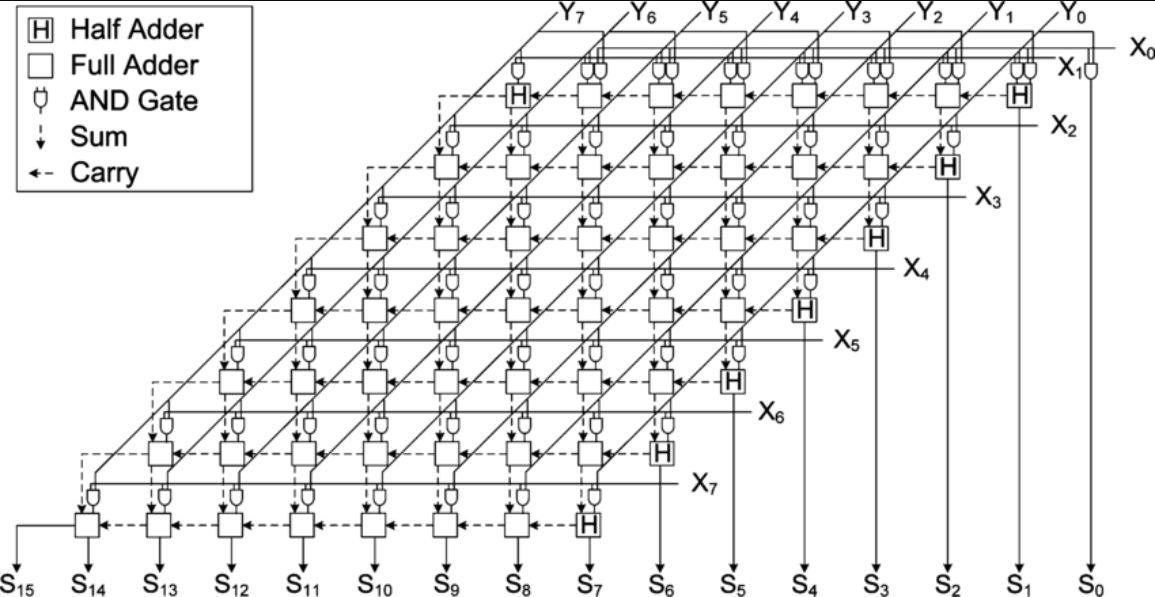 H Half Adder
Full Adder
AND Gate
Sum
Carry
Y₇ Y₆ Y₅ Y₄ Y₃ Y₂ Y₁ Y₀
X₀
X₁
H H
X₂
H
X₃
H
X₄
H
X₅
H
X₆
H
X₇
H
S₁₅ S₁₄ S₁₃ S₁₂ S₁₁ S₁₀ S₉ S₈ S₇ S₆ S₅ S₄ S₃ S₂ S₁ S₀